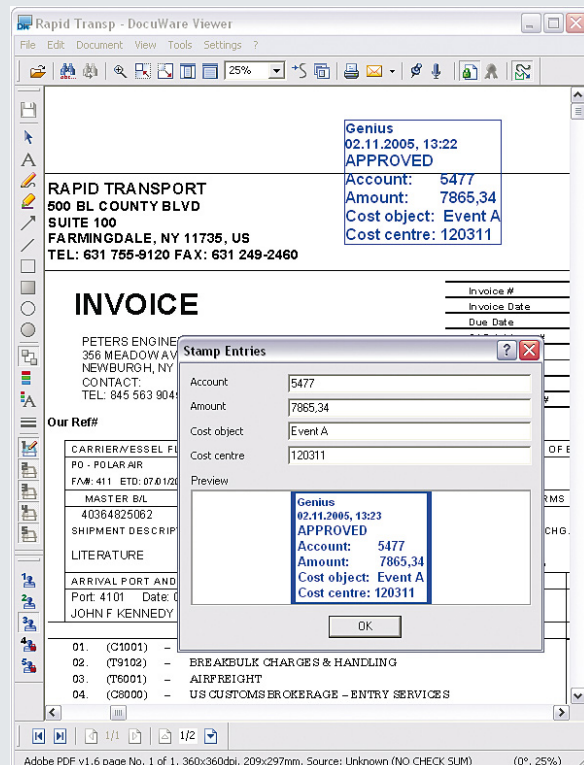 Rapid Transp - DocuWare Viewer
File Edit Document View Tools Settings ?
25%
Genius
02.11.2005, 13:22
APPROVED
Account: 5477
Amount: 7865,34
Cost object: Event A
Cost centre: 120311
RAPID TRANSPORT
500 BL COUNTY BLVD
SUITE 100
FARMINGDALE, NY 11735, US
TEL: 631 755-9120 FAX: 631 249-2460
INVOICE
Invoice #
Invoice Date
Due Date
PETERS ENGINE
356 MEADOW AV
NEWBURGH, NY
CONTACT:
TEL: 845 563 904
Our Ref#
CARRIER/VESSEL FL
OF E
PO - POLAR AIR
F/V#: 411 ETD: 07/01/20
MASTER B/L
RMS
40364825062
SHIPMENT DESCRIP
CHG.
LITERATURE
ARRIVAL PORT AND
Port: 4101 Date:
JOHN F KENNEDY
Stamp Entries
Account 5477
Amount 7865,34
Cost object Event A
Cost centre 120311
Preview
Genius
02.11.2005, 13:23
APPROVED
Account: 5477
Amount: 7865,34
Cost object: Event A
Cost centre: 120311
OK
01. (C1001) –
02. (T9102) – BREAKBULK CHARGES & HANDLING
03. (T6001) – AIRFREIGHT
04. (C8000) – US CUSTOMS BROKERAGE – ENTRY SERVICES
1/1 1/2
Adobe PDF v1.6 page No. 1 of 1, 360x360dpi, 209x297mm, Source: Unknown (NO CHECK SUM) (0°, 25%)